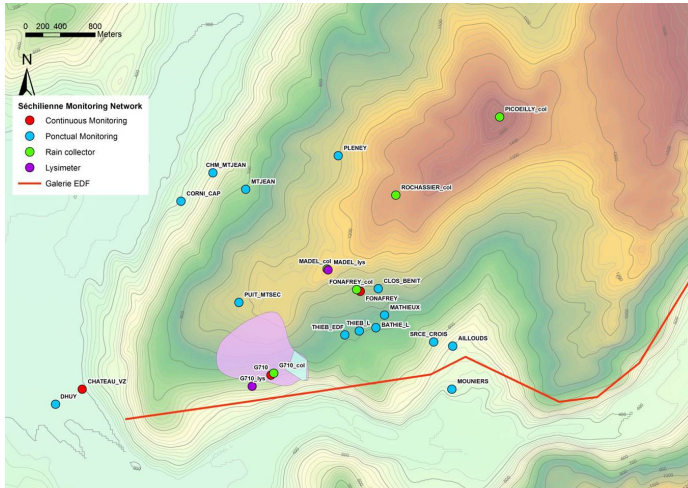 0 200 400 800
Meters
N
Séchilienne Monitoring Network
Continuous Monitoring
Ponctual Monitoring
Rain collector
Lysimeter
Galerie EDF
PICOEILLY_col
PLENEY
CHM_MTJEAN
MTJEAN
ROCHASSIER_col
CORNI_CAP
MADEL_col
MADEL_lys
FONAFREY_col
CLOS_BENIT
FONAFREY
PUIT_MTSEC
MATHIEUX
THIEB_L
BATHIE_L
THIEB_EDF
SRCE_CROIS
AILLOUDS
G710
G710_col
G710_lys
CHATEAU_VZ
MOUNIERS
DHUY